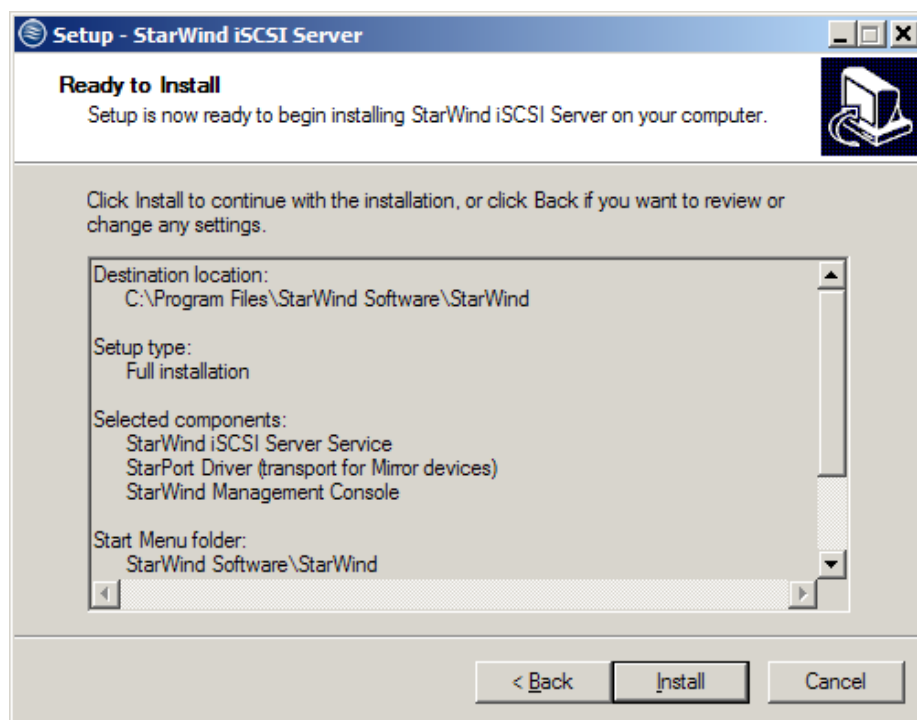 Setup - StarWind iSCSI Server
Ready to Install
Setup is now ready to begin installing StarWind iSCSI Server on your computer.
Click Install to continue with the installation, or click Back if you want to review or
change any settings.
Destination location:
C:\Program Files\StarWind Software\StarWind
Setup type:
Full installation
Selected components:
StarWind iSCSI Server Service
StarPort Driver (transport for Mirror devices)
StarWind Management Console
Start Menu folder:
StarWind Software\StarWind
< Back
Install
Cancel